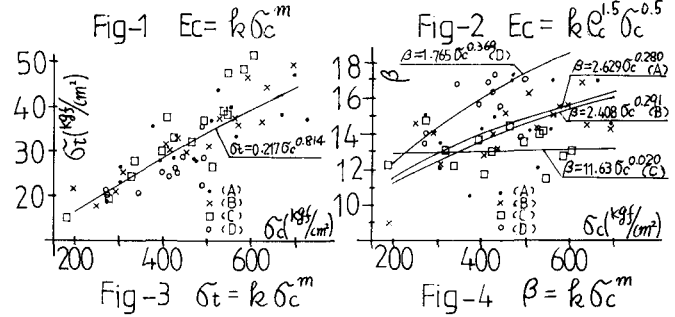 Fig-1 Ec=kσc^m
Fig-2 Ec=kρc^1.5 σc^0.5
50
40
30
20
σt(kgf/cm²)
σt=0.217σc^0.814
• (A)
× (B)
□ (C)
○ (D)
σc(kgf/cm²)
200 400 600
Fig-3 σt=kσc^m
18
16
14
12
10
β
β=1.765σc^0.369 (D)
β=2.629σc^0.280 (A)
β=2.408σc^0.291 (B)
β=11.63σc^0.020 (C)
• (A)
× (B)
□ (C)
○ (D)
σc(kgf/cm²)
200 400 600
Fig-4 β=kσc^m